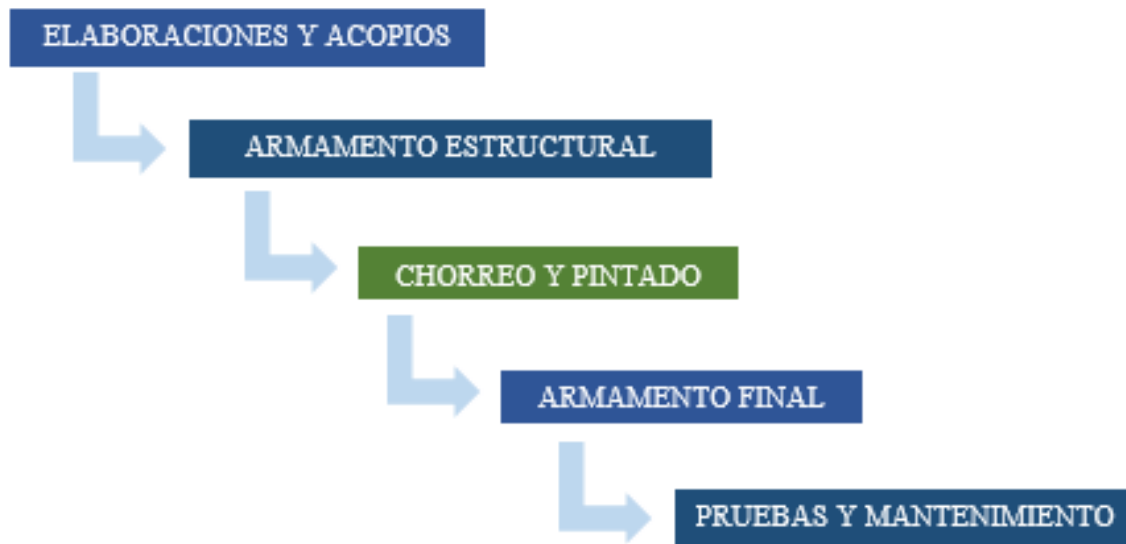 ELABORACIONES Y ACOPIOS
ARMAMENTO ESTRUCTURAL
CHORREO Y PINTADO
ARMAMENTO FINAL
PRUEBAS Y MANTENIMIENTO